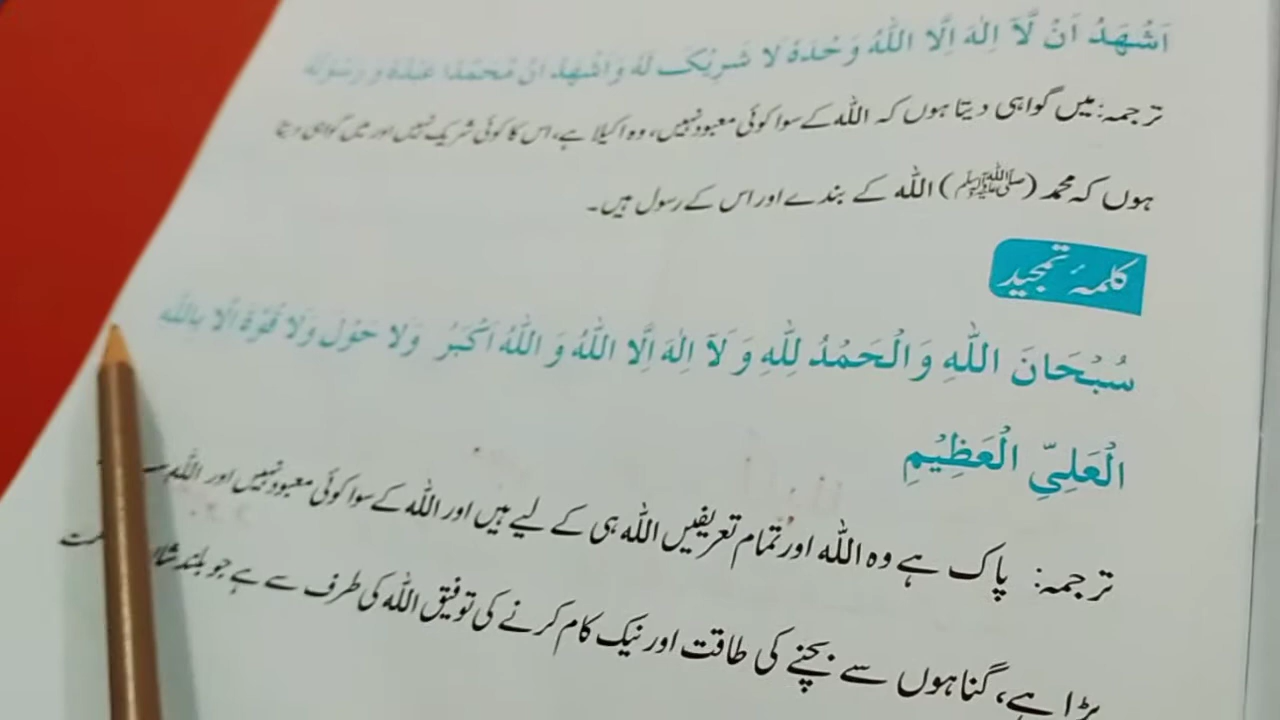 اَشْهَدُ اَنْ لَّآ اِلٰهَ اِلَّا اللّٰهُ وَحْدَهٗ لَا شَرِيْكَ لَهٗ وَاَشْهَدُ اَنَّ مُحَمَّدًا عَبْدُهٗ وَرَسُوْلُهٗ
ترجمہ: میں گواہی دیتا ہوں کہ اللہ کے سوا کوئی معبود نہیں، وہ اکیلا ہے، اس کا کوئی شریک نہیں اور میں گواہی دیتا
ہوں کہ محمد (ﷺ) اللہ کے بندے اور اس کے رسول ہیں۔
کلمۂ تمجید
سُبْحَانَ اللّٰهِ وَالْحَمْدُ لِلّٰهِ وَ لَآ اِلٰهَ اِلَّا اللّٰهُ وَ اللّٰهُ اَكْبَرُ وَلَا حَوْلَ وَلَا قُوَّةَ اِلَّا بِاللّٰهِ
الْعَلِيِّ الْعَظِيْمِ
ترجمہ: پاک ہے وہ اللہ اور تمام تعریفیں اللہ ہی کے لیے ہیں اور اللہ کے سوا کوئی معبود نہیں اور اللہ
بڑا ہے، گناہوں سے بچنے کی طاقت اور نیک کام کرنے کی توفیق اللہ کی طرف سے ہے جو بلند